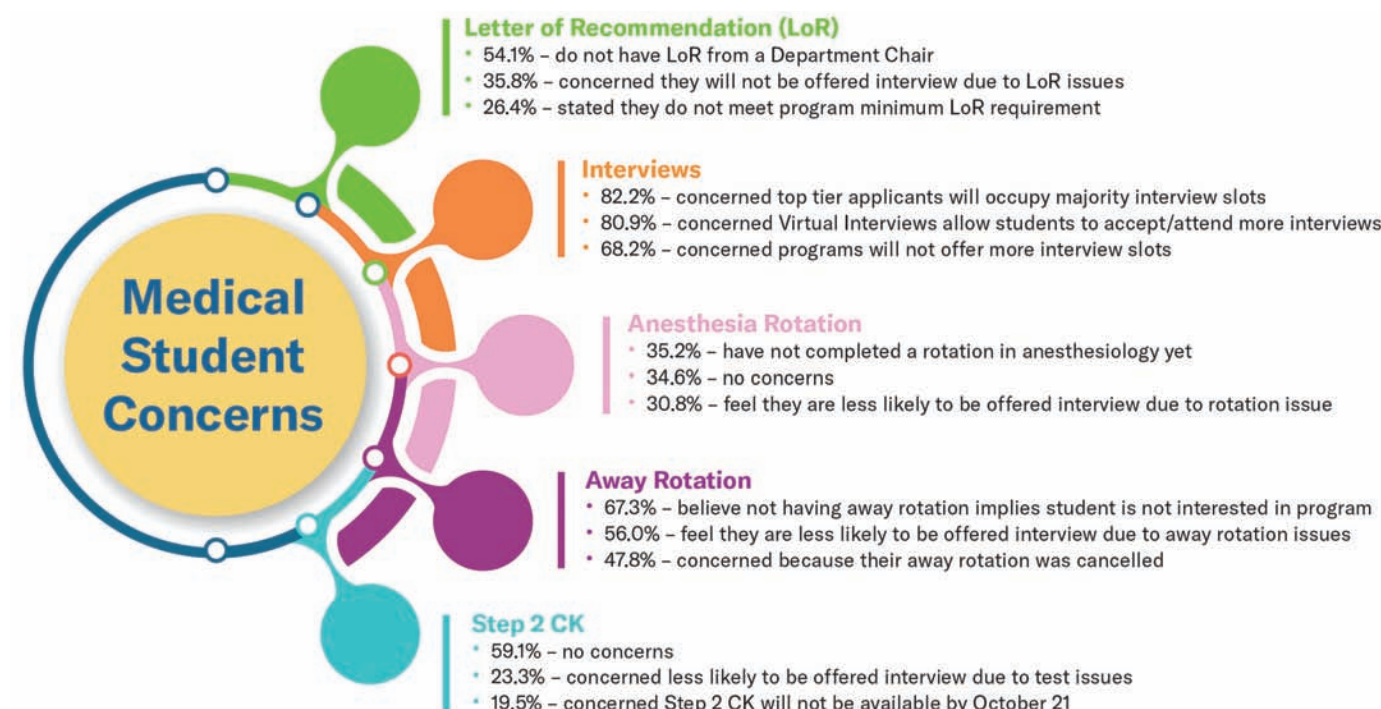 Letter of Recommendation (LoR)
• 54.1% – do not have LoR from a Department Chair
• 35.8% – concerned they will not be offered interview due to LoR issues
• 26.4% – stated they do not meet program minimum LoR requirement
Interviews
• 82.2% – concerned top tier applicants will occupy majority interview slots
• 80.9% – concerned Virtual Interviews allow students to accept/attend more interviews
• 68.2% – concerned programs will not offer more interview slots
Medical
Student
Concerns
Anesthesia Rotation
• 35.2% – have not completed a rotation in anesthesiology yet
• 34.6% – no concerns
• 30.8% – feel they are less likely to be offered interview due to rotation issue
Away Rotation
• 67.3% – believe not having away rotation implies student is not interested in program
• 56.0% – feel they are less likely to be offered interview due to away rotation issues
• 47.8% – concerned because their away rotation was cancelled
Step 2 CK
• 59.1% – no concerns
• 23.3% – concerned less likely to be offered interview due to test issues
• 19.5% – concerned Step 2 CK will not be available by October 21